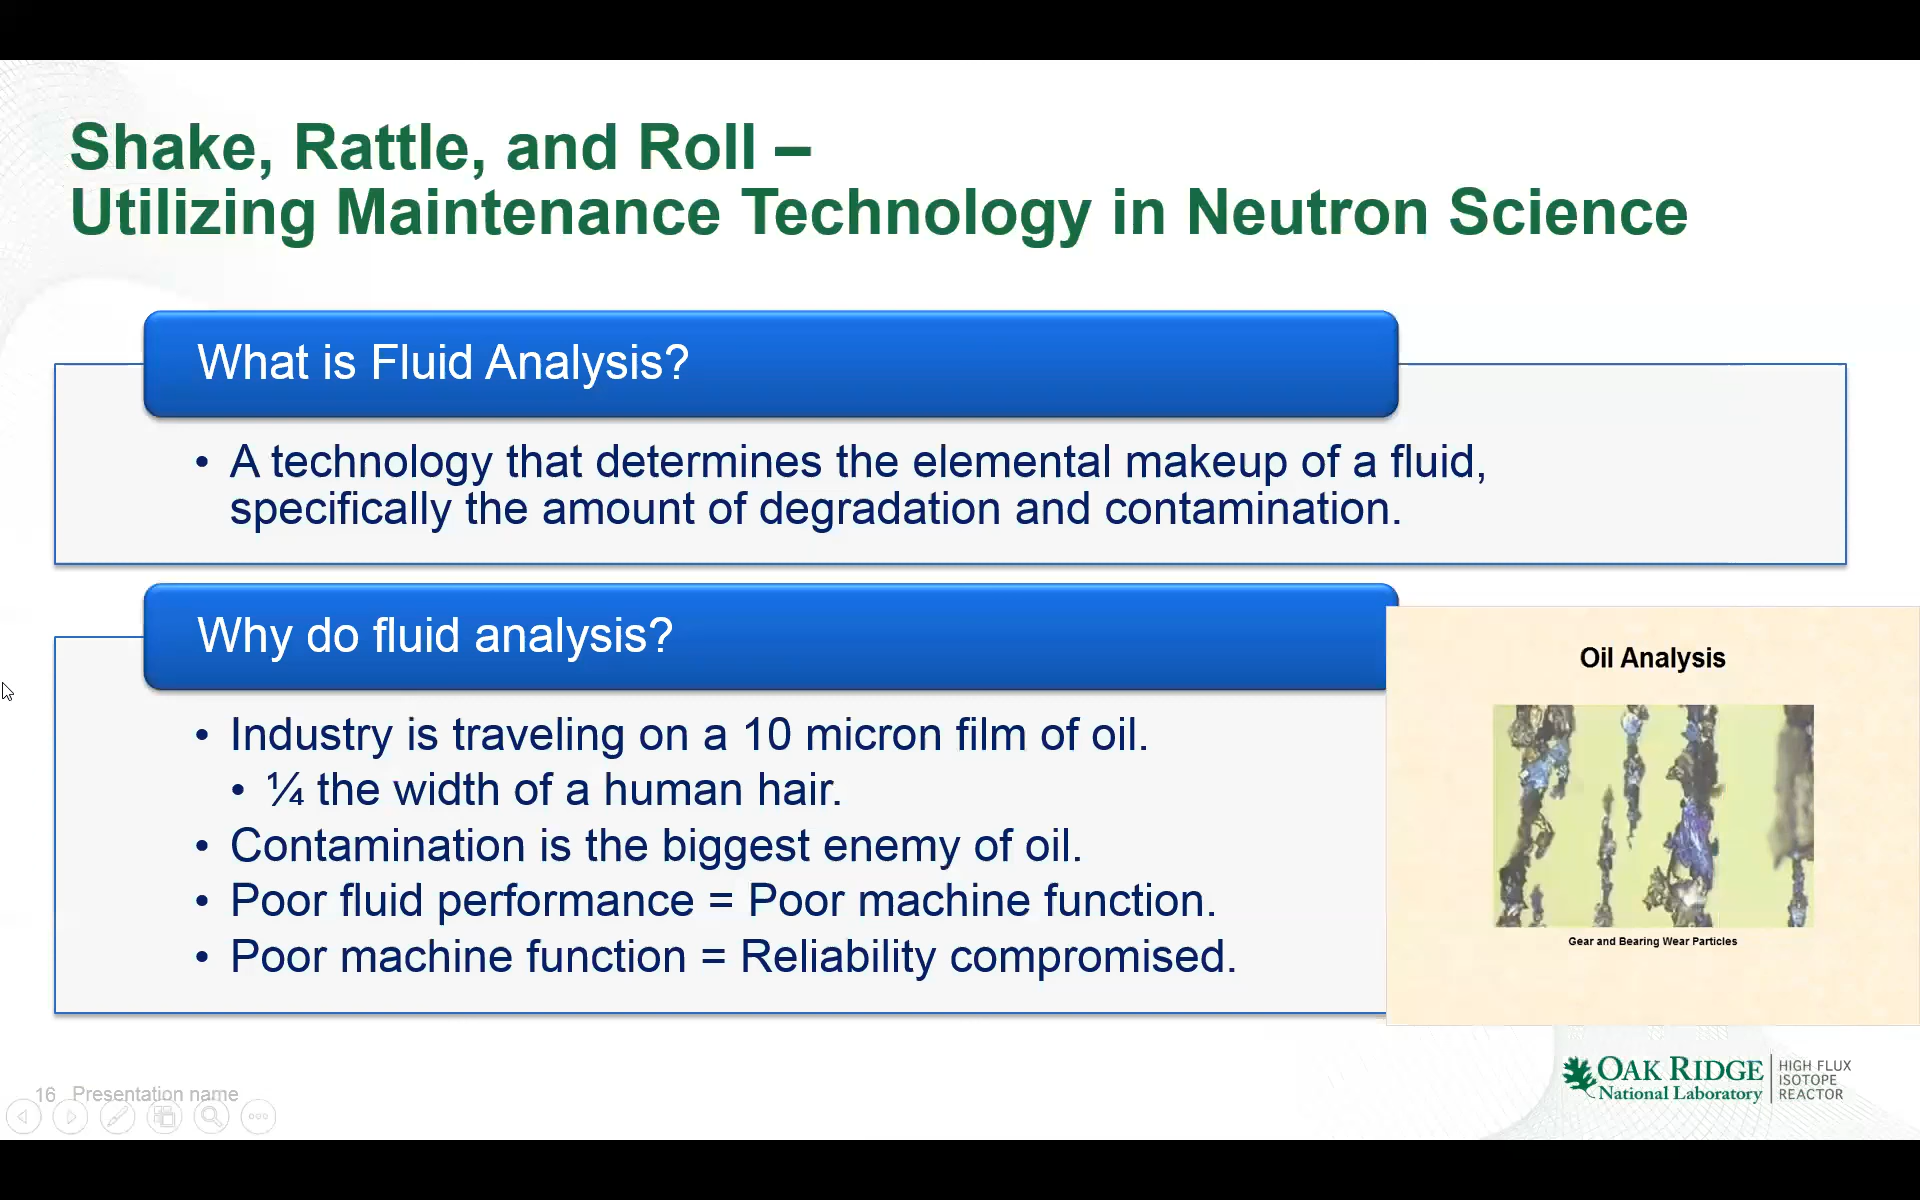 Shake, Rattle, and Roll –
Utilizing Maintenance Technology in Neutron Science
What is Fluid Analysis?
• A technology that determines the elemental makeup of a fluid,
specifically the amount of degradation and contamination.
Why do fluid analysis?
• Industry is traveling on a 10 micron film of oil.
• ¼ the width of a human hair.
• Contamination is the biggest enemy of oil.
• Poor fluid performance = Poor machine function.
• Poor machine function = Reliability compromised.
Oil Analysis
Gear and Bearing Wear Particles
16 Presentation name
OAK RIDGE
National Laboratory
HIGH FLUX
ISOTOPE
REACTOR